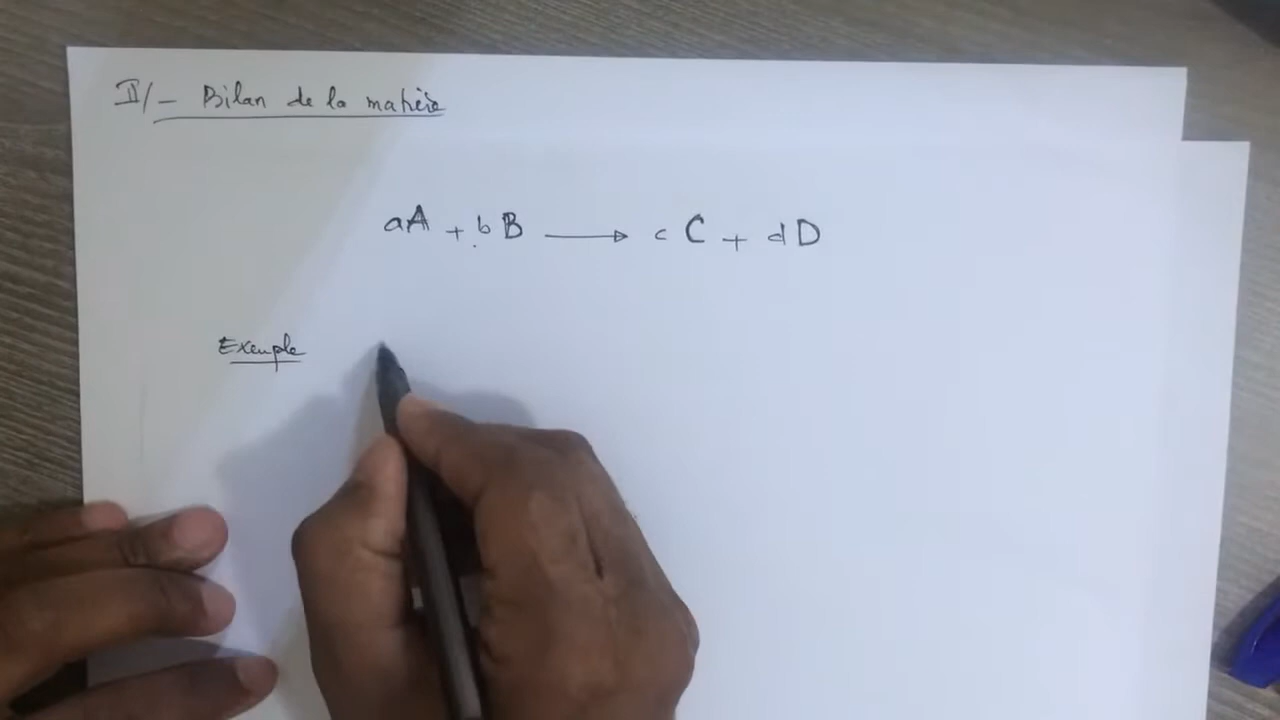 II/- Bilan de la matière
aA + bB → cC + dD
Exemple